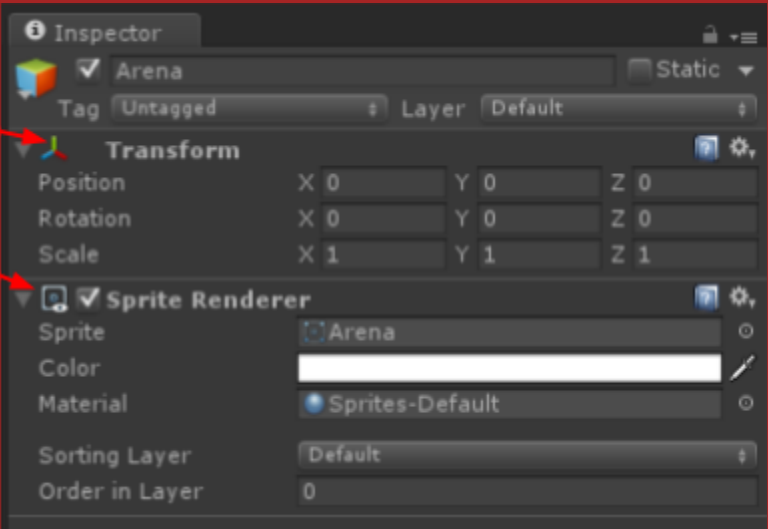 Inspector
Arena Static
Tag Untagged Layer Default
Transform
Position X 0 Y 0 Z 0
Rotation X 0 Y 0 Z 0
Scale X 1 Y 1 Z 1
Sprite Renderer
Sprite Arena
Color
Material Sprites-Default
Sorting Layer Default
Order in Layer 0